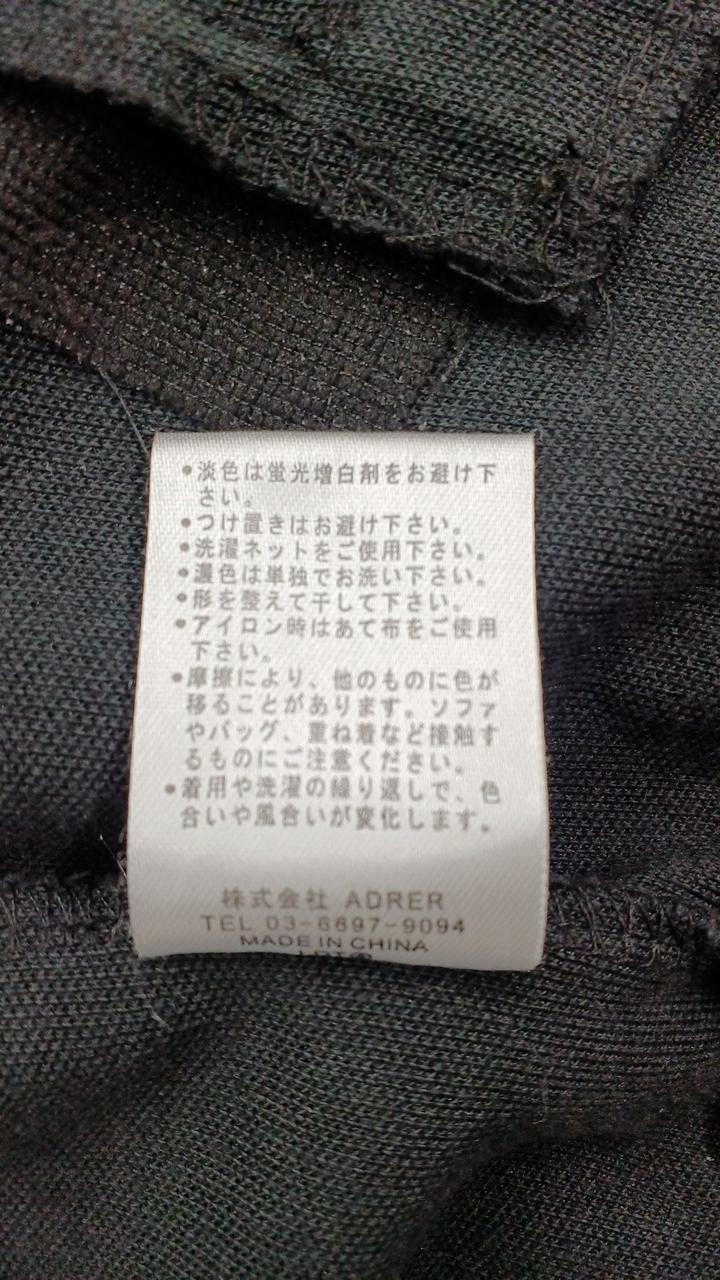 •淡色は蛍光増白剤をお避け下
さい。
•つけ置きはお避け下さい。
•洗濯ネットをご使用下さい。
•濃色は単独でお洗い下さい。
•形を整えて干して下さい。
•アイロン時はあて布をご使用
下さい。
•摩擦により、他のものに色が
移ることがあります。ソファ
やバッグ、重ね着など接触す
るものにご注意ください。
•着用や洗濯の繰り返しで、色
合いや風合いが変化します。
株式会社 ADRER
TEL 03-6697-9094
MADE IN CHINA